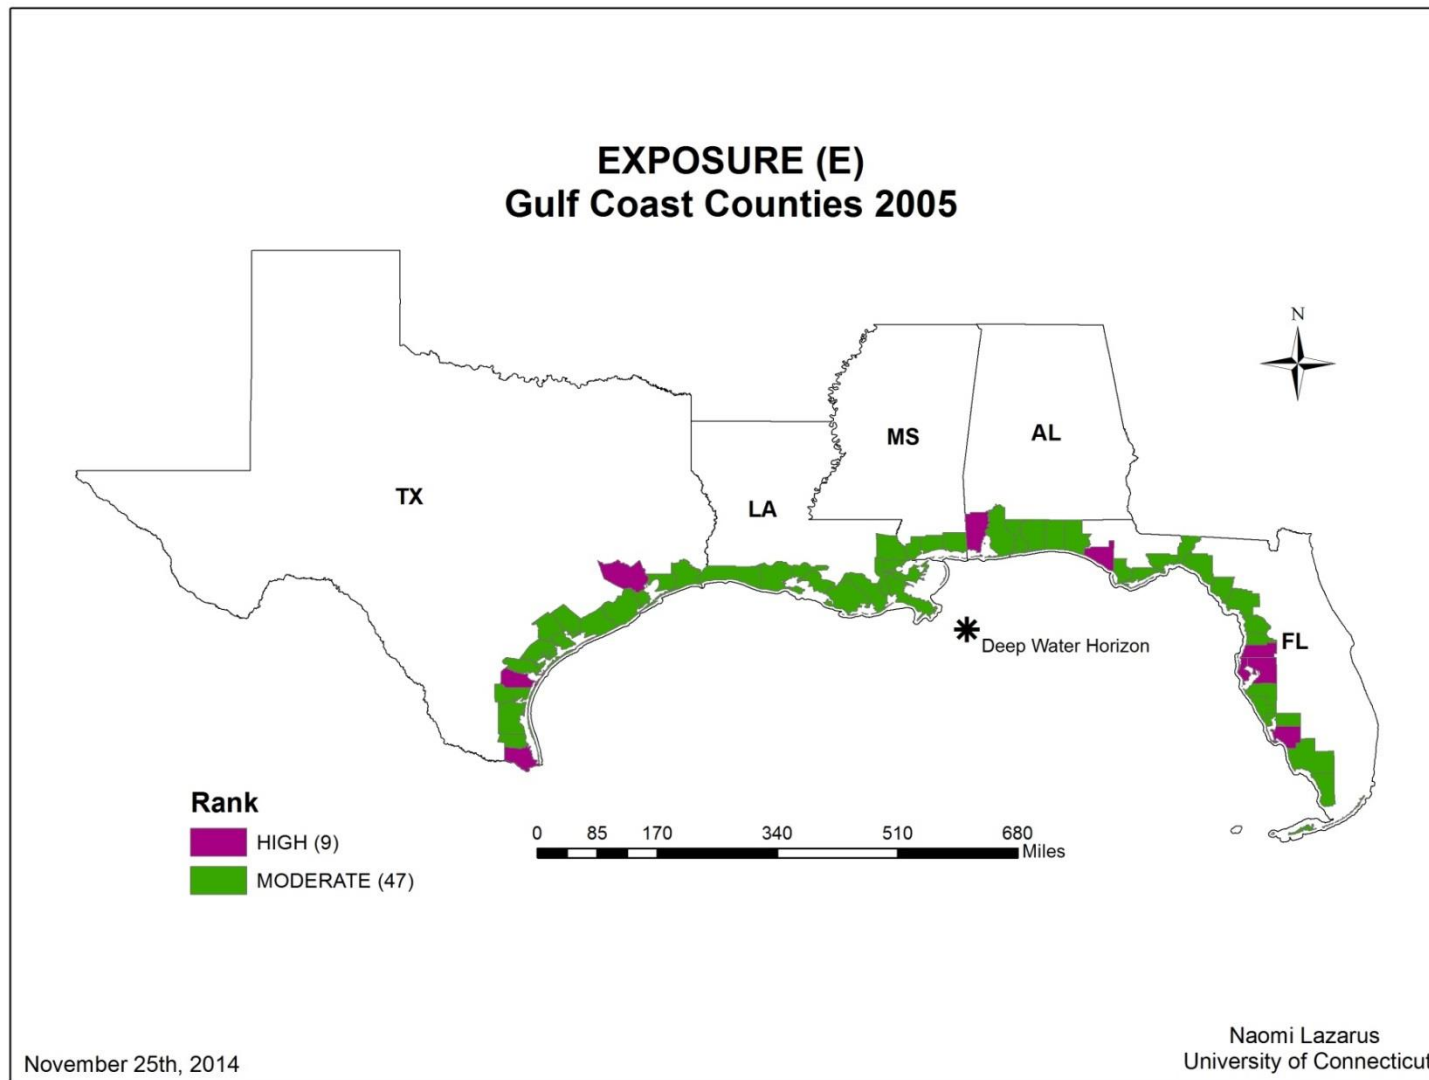 EXPOSURE (E)
Gulf Coast Counties 2005
N
MS
AL
TX
LA
FL
Deep Water Horizon
Rank
HIGH (9)
MODERATE (47)
0 85 170 340 510 680
Miles
November 25th, 2014
Naomi Lazarus
University of Connecticut